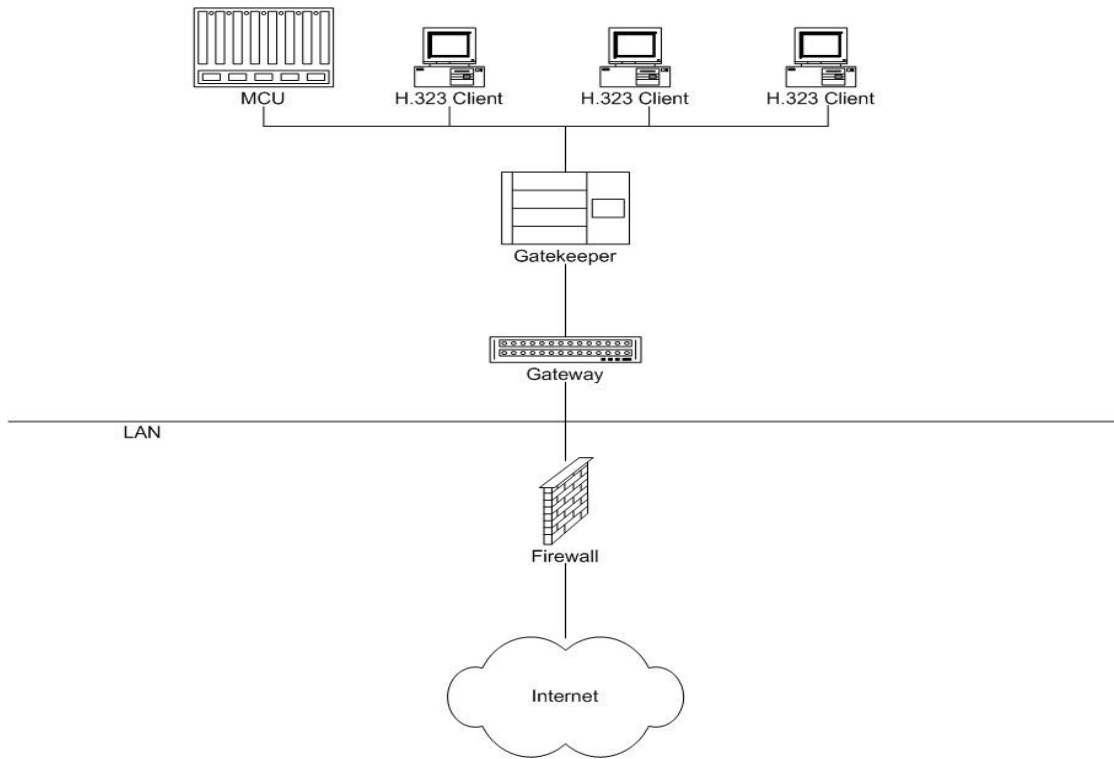 MCU
H.323 Client
H.323 Client
H.323 Client
Gatekeeper
Gateway
LAN
Firewall
Internet